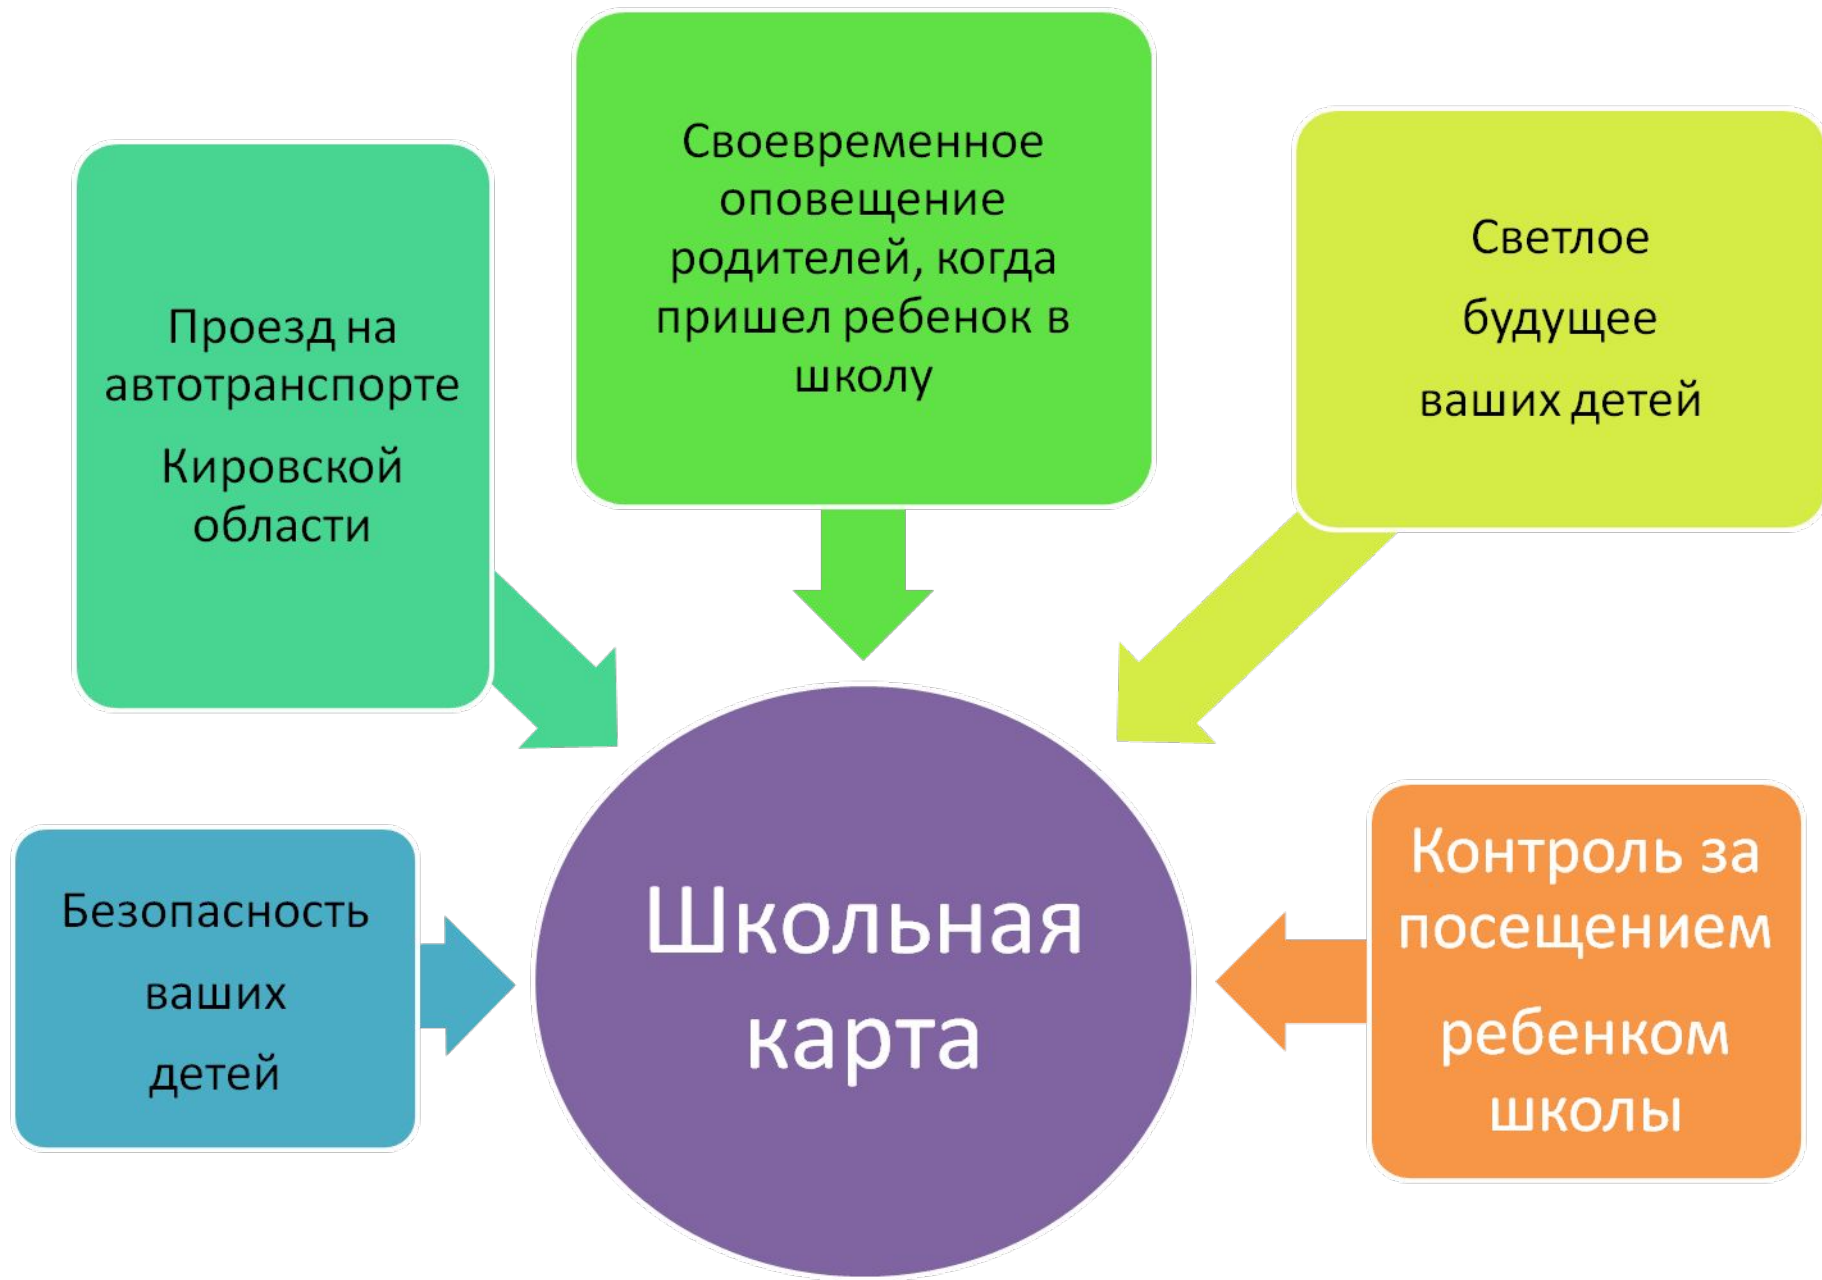 Своевременное
оповещение
родителей, когда
пришел ребенок в
школу
Проезд на
автотранспорте
Кировской
области
Светлое
будущее
ваших детей
Безопасность
ваших
детей
Школьная
карта
Контроль за
посещением
ребенком
школы